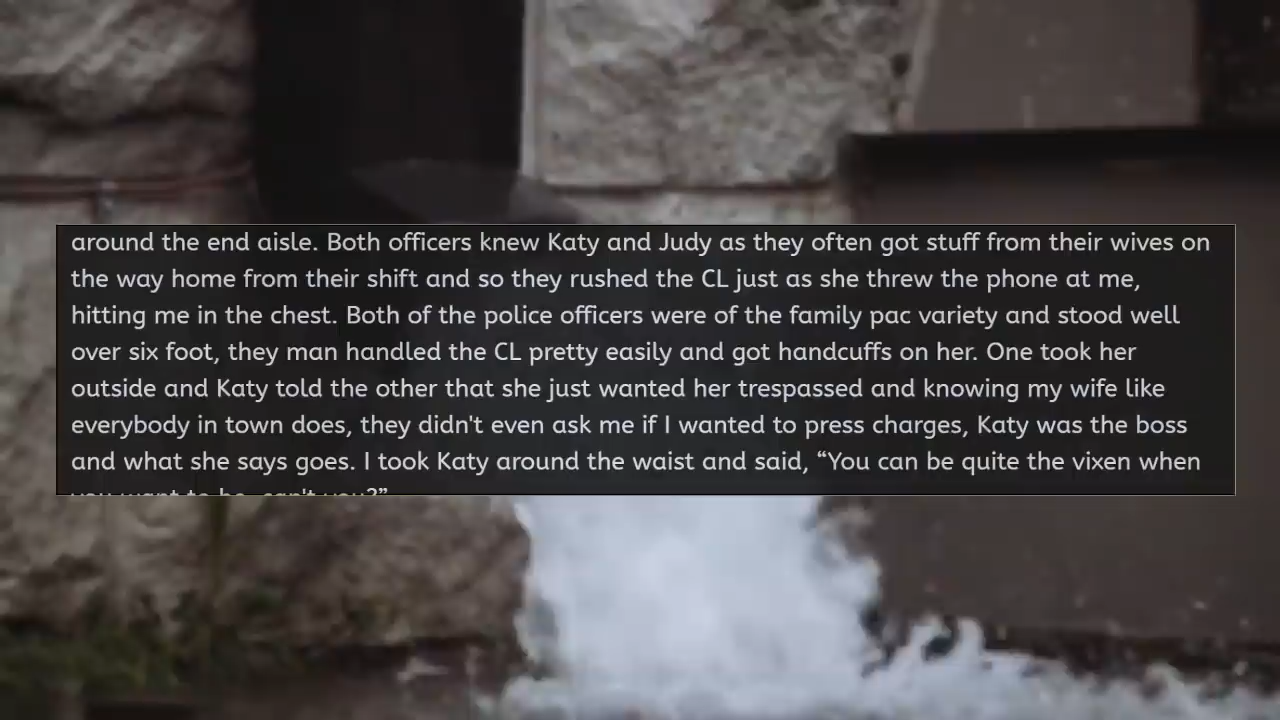 around the end aisle. Both officers knew Katy and Judy as they often got stuff from their wives on
the way home from their shift and so they rushed the CL just as she threw the phone at me,
hitting me in the chest. Both of the police officers were of the family pac variety and stood well
over six foot, they man handled the CL pretty easily and got handcuffs on her. One took her
outside and Katy told the other that she just wanted her trespassed and knowing my wife like
everybody in town does, they didn't even ask me if I wanted to press charges, Katy was the boss
and what she says goes. I took Katy around the waist and said, “You can be quite the vixen when
you want to be, can't you?”